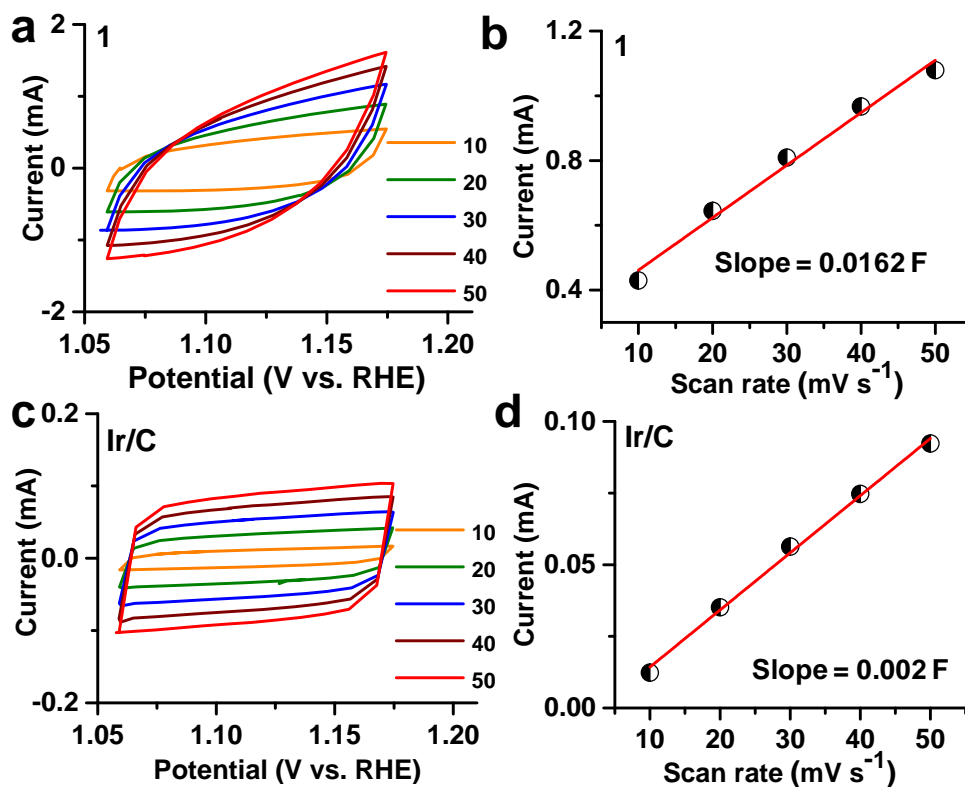 a
1
Current (mA)
2
0
-2
1.05
1.10
1.15
1.20
Potential (V vs. RHE)
10
20
30
40
50
b
1
Current (mA)
1.2
0.8
0.4
10
20
30
40
50
Scan rate (mV s⁻¹)
Slope = 0.0162 F
c
Ir/C
Current (mA)
0.2
0.0
-0.2
1.05
1.10
1.15
1.20
Potential (V vs. RHE)
10
20
30
40
50
d
Ir/C
Current (mA)
0.10
0.05
0.00
10
20
30
40
50
Scan rate (mV s⁻¹)
Slope = 0.002 F